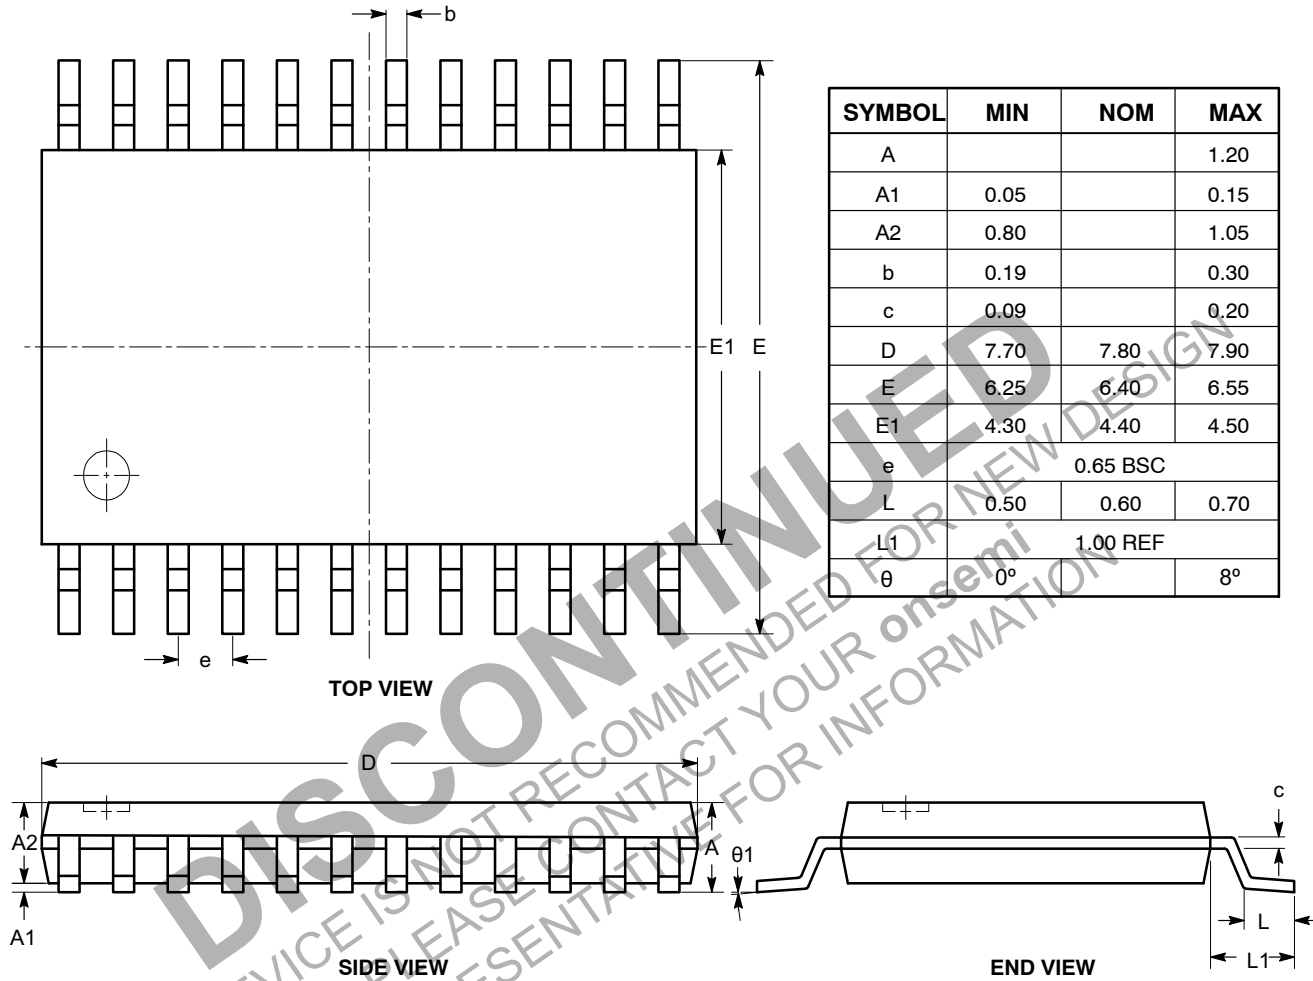 b
SYMBOL MIN NOM MAX
A 1.20
A1 0.05 0.15
A2 0.80 1.05
b 0.19 0.30
c 0.09 0.20
D 7.70 7.80 7.90
E 6.25 6.40 6.55
E1 4.30 4.40 4.50
e 0.65 BSC
L 0.50 0.60 0.70
L1 1.00 REF
θ 0º 8º
E1 E
e
TOP VIEW
D
A2
A
A1
SIDE VIEW
θ1
c
L
L1
END VIEW
DISCONTINUED
DEVICE IS NOT RECOMMENDED FOR NEW DESIGN
PLEASE CONTACT YOUR onsemi
FOR INFORMATION